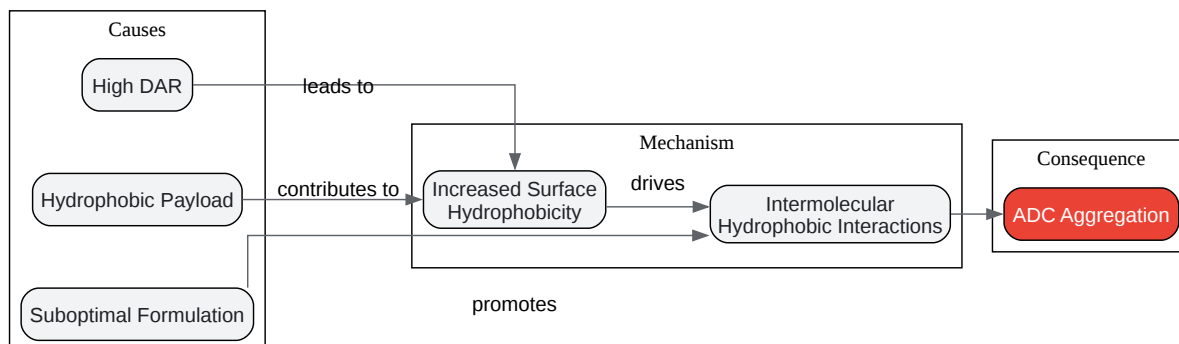 Causes
High DAR
leads to
Mechanism
Consequence
Hydrophobic Payload
contributes to
Increased Surface
Hydrophobicity
drives
Intermolecular
Hydrophobic Interactions
ADC Aggregation
Suboptimal Formulation
promotes